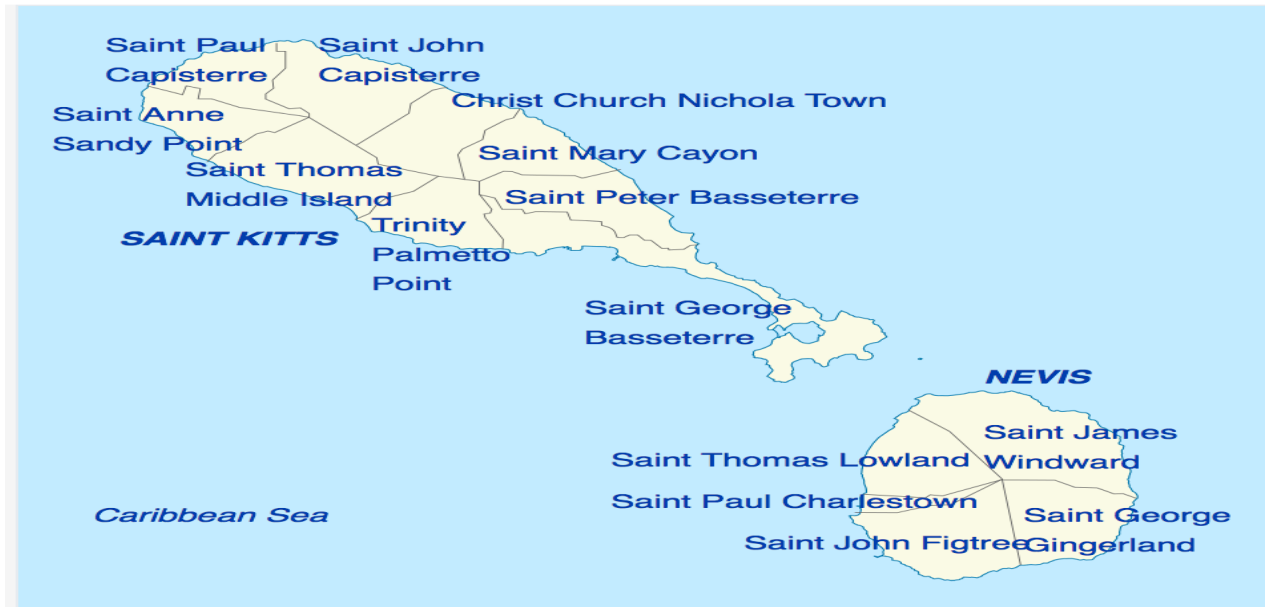 Saint Paul
Capisterre
Saint John
Capisterre
Christ Church Nichola Town
Saint Anne
Sandy Point
Saint Mary Cayon
Saint Thomas
Middle Island
Saint Peter Basseterre
Trinity
Palmetto
Point
SAINT KITTS
Saint George
Basseterre
NEVIS
Saint James
Windward
Saint Thomas Lowland
Saint Paul Charlestown
Caribbean Sea
Saint George
Gingerland
Saint John Figtree